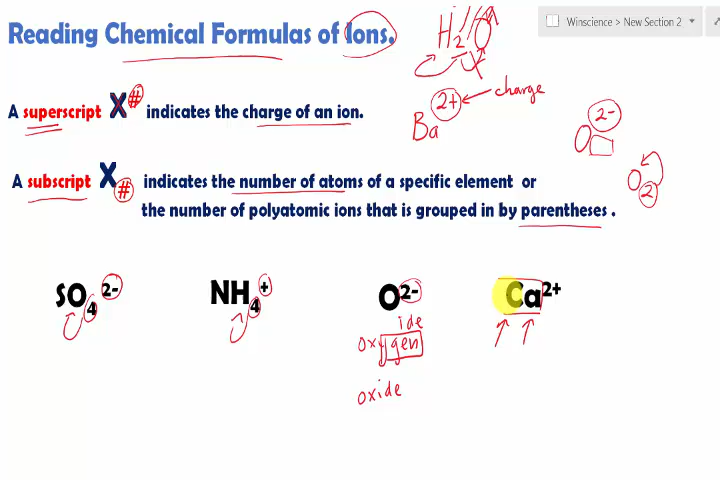 Reading Chemical Formulas of Ions.
H₂O
Winscience > New Section 2
A superscript X^# indicates the charge of an ion.
Ba²⁺ charge
O²⁻
O₂
A subscript X_# indicates the number of atoms of a specific element or
the number of polyatomic ions that is grouped in by parentheses .
SO₄²⁻ NH₄⁺ O²⁻ Ca²⁺
ide
oxygen
oxide